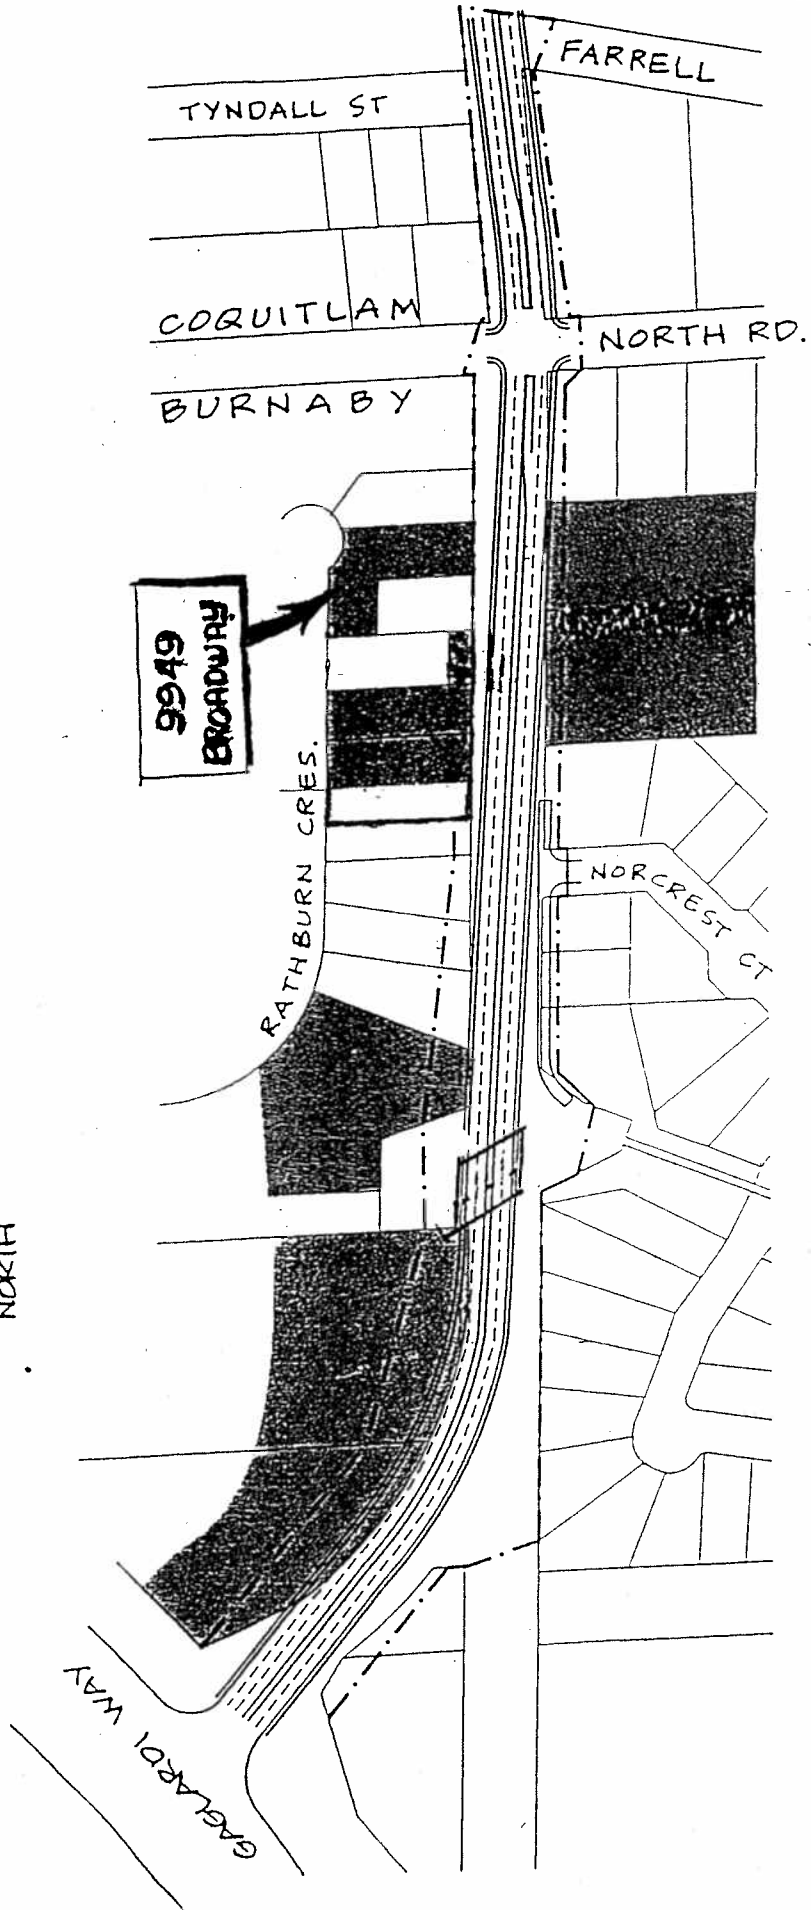 FARRELL
TYNDALL ST
COQUITLAM
NORTH RD.
BURNABY
9949
BROADWAY
RATHBURN CRES.
NORCREST CT
NORTH
GAGLARDI WAY